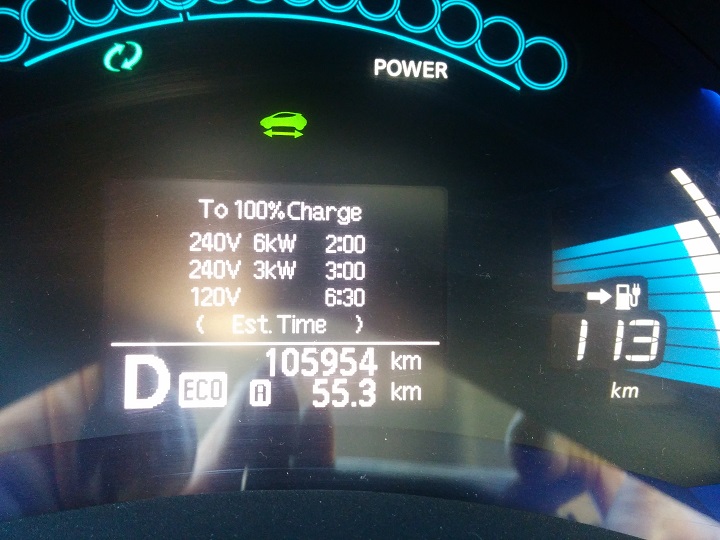 POWER
To 100% Charge
240V 6kW 2:00
240V 3kW 3:00
120V 6:30
( Est. Time )
D ECO
105954 km
A 55.3 km
113
km